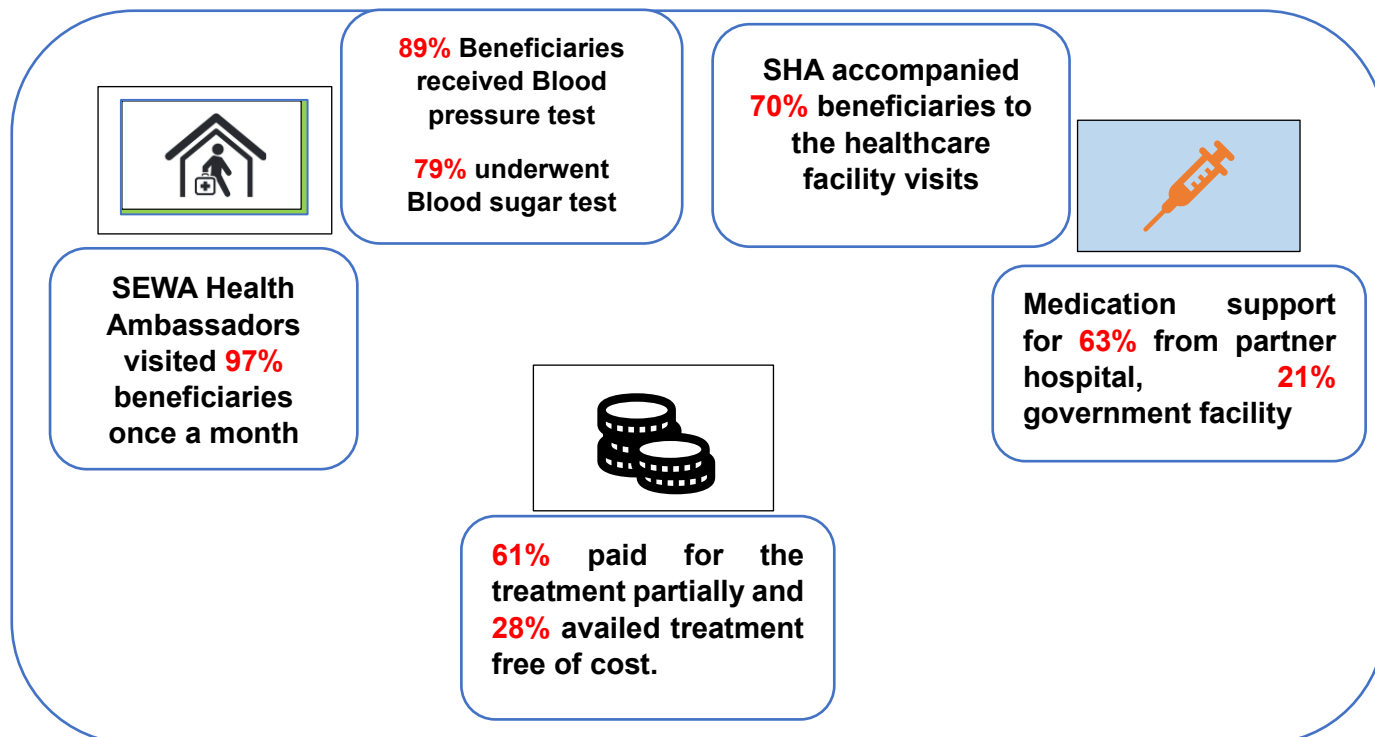 89% Beneficiaries
received Blood
pressure test
79% underwent
Blood sugar test
SHA accompanied
70% beneficiaries to
the healthcare
facility visits
SEWA Health
Ambassadors
visited 97%
beneficiaries
once a month
Medication support
for 63% from partner
hospital, 21%
government facility
61% paid for the
treatment partially and
28% availed treatment
free of cost.